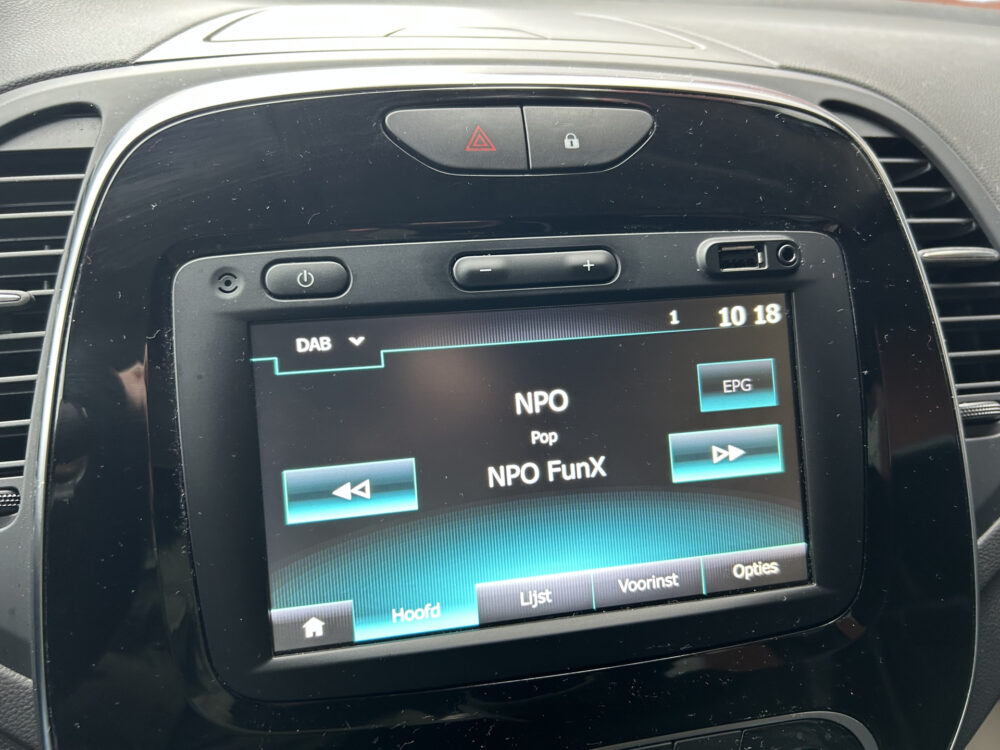 DAB
1
10 18
NPO
EPG
Pop
NPO FunX
Hoofd
Lijst
Voorinst
Opties